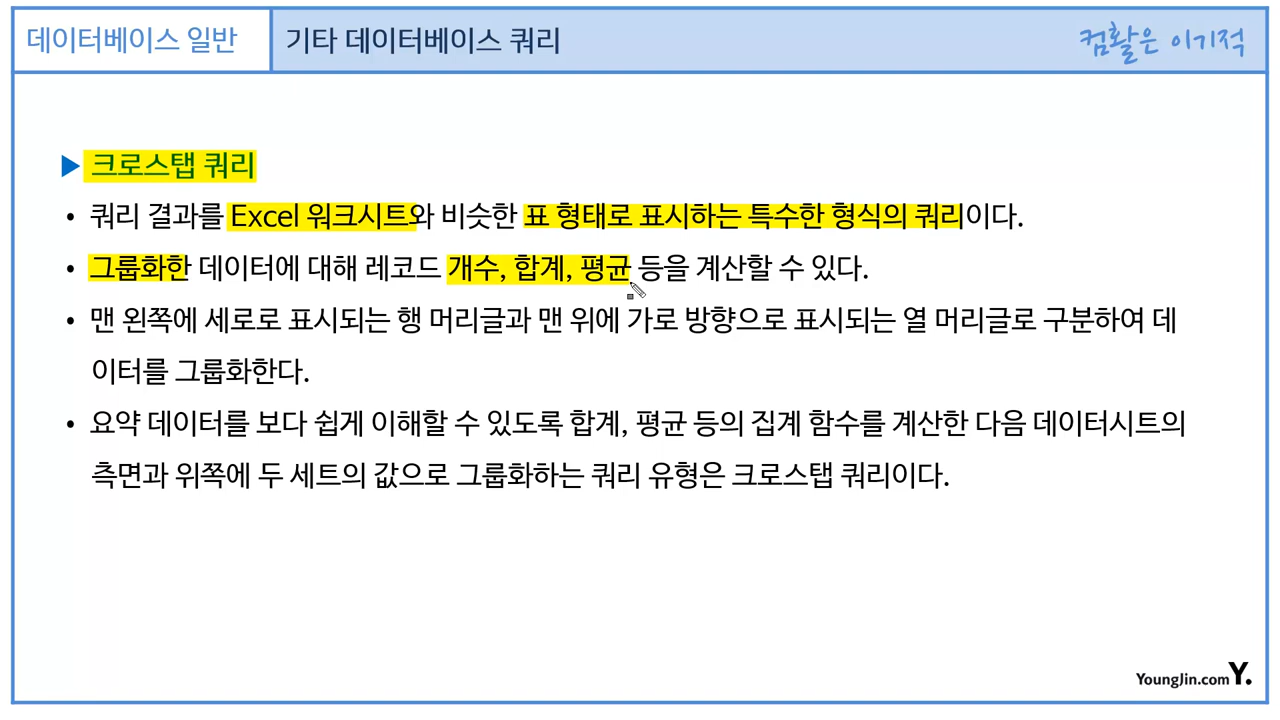 데이터베이스 일반
기타 데이터베이스 쿼리
컴활은 이기적
▶ 크로스탭 쿼리
• 쿼리 결과를 Excel 워크시트와 비슷한 표 형태로 표시하는 특수한 형식의 쿼리이다.
• 그룹화한 데이터에 대해 레코드 개수, 합계, 평균 등을 계산할 수 있다.
• 맨 왼쪽에 세로로 표시되는 행 머리글과 맨 위에 가로 방향으로 표시되는 열 머리글로 구분하여 데
이터를 그룹화한다.
• 요약 데이터를 보다 쉽게 이해할 수 있도록 합계, 평균 등의 집계 함수를 계산한 다음 데이터시트의
측면과 위쪽에 두 세트의 값으로 그룹화하는 쿼리 유형은 크로스탭 쿼리이다.
YoungJin.com Y.